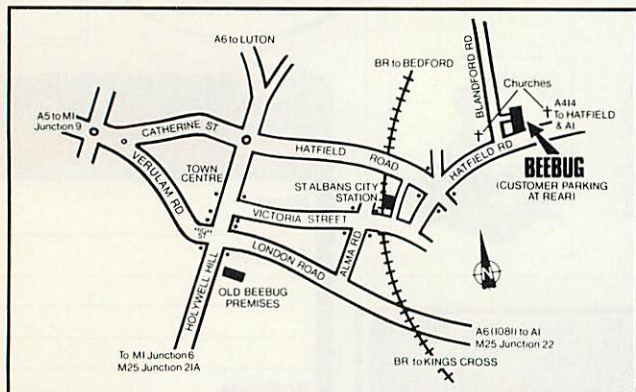 A6 to LUTON
BR to BEDFORD
BLANDFORD RD
Churches
A414
To HATFIELD
& A1
A5 to M1
Junction 9
CATHERINE ST
HATFIELD ROAD
HATFIELD RD
BEEBUG
(CUSTOMER PARKING
AT REAR)
VERULAM RD
TOWN
CENTRE
ST ALBANS CITY
STATION
VICTORIA STREET
HIGH
ST
ALMA RD
LONDON ROAD
N
HOLYWELL HILL
OLD BEEBUG
PREMISES
A6 (1081) to A1
M25 Junction 22
To M1 Junction 6
M25 Junction 21A
BR to KINGS CROSS